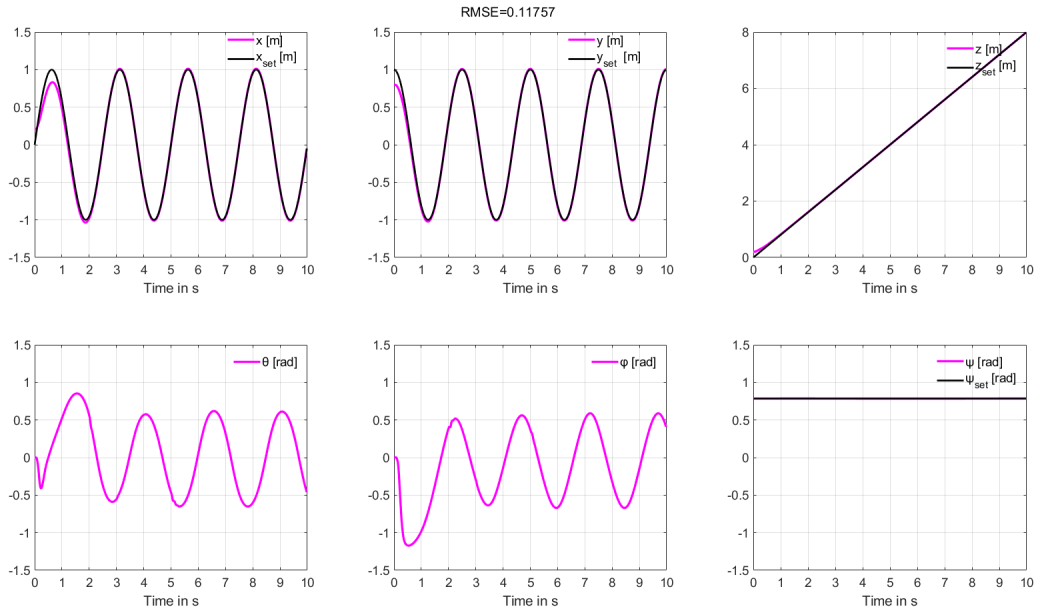 RMSE=0.11757
1.5
1
0.5
0
-0.5
-1
-1.5
x [m]
x_set [m]
0 1 2 3 4 5 6 7 8 9 10
Time in s
1.5
1
0.5
0
-0.5
-1
-1.5
y [m]
y_set [m]
0 1 2 3 4 5 6 7 8 9 10
Time in s
8
6
4
2
0
z [m]
z_set [m]
0 1 2 3 4 5 6 7 8 9 10
Time in s
1.5
1
0.5
0
-0.5
-1
-1.5
θ [rad]
0 1 2 3 4 5 6 7 8 9 10
Time in s
1.5
1
0.5
0
-0.5
-1
-1.5
φ [rad]
0 1 2 3 4 5 6 7 8 9 10
Time in s
1.5
1
0.5
0
-0.5
-1
-1.5
ψ [rad]
ψ_set [rad]
0 1 2 3 4 5 6 7 8 9 10
Time in s